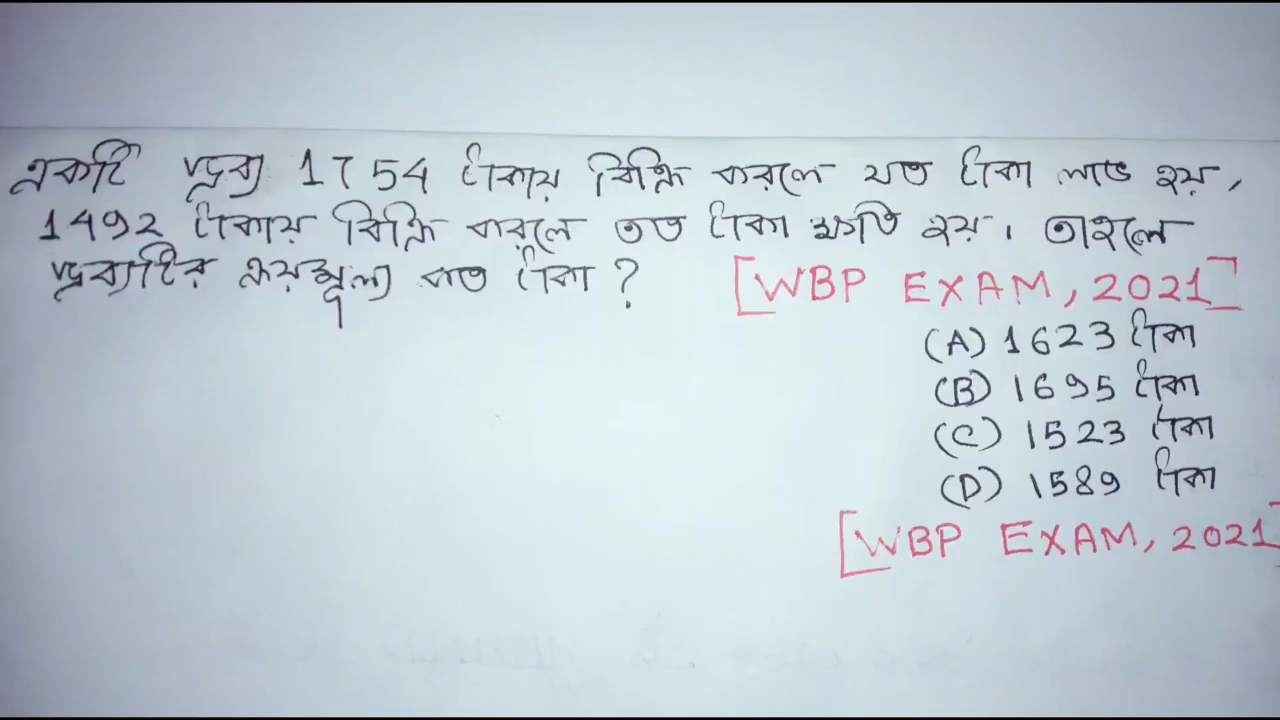 একটি দ্রব্য 1754 টাকায় বিক্রি করলে যত টাকা লাভ হয়,
1492 টাকায় বিক্রি করলে তত টাকা ক্ষতি হয়। তাহলে
দ্রব্যটির ক্রয়মূল্য কত টাকা ? [WBP EXAM, 2021]
(A) 1623 টাকা
(B) 1695 টাকা
(C) 1523 টাকা
(D) 1589 টাকা
[WBP EXAM, 2021